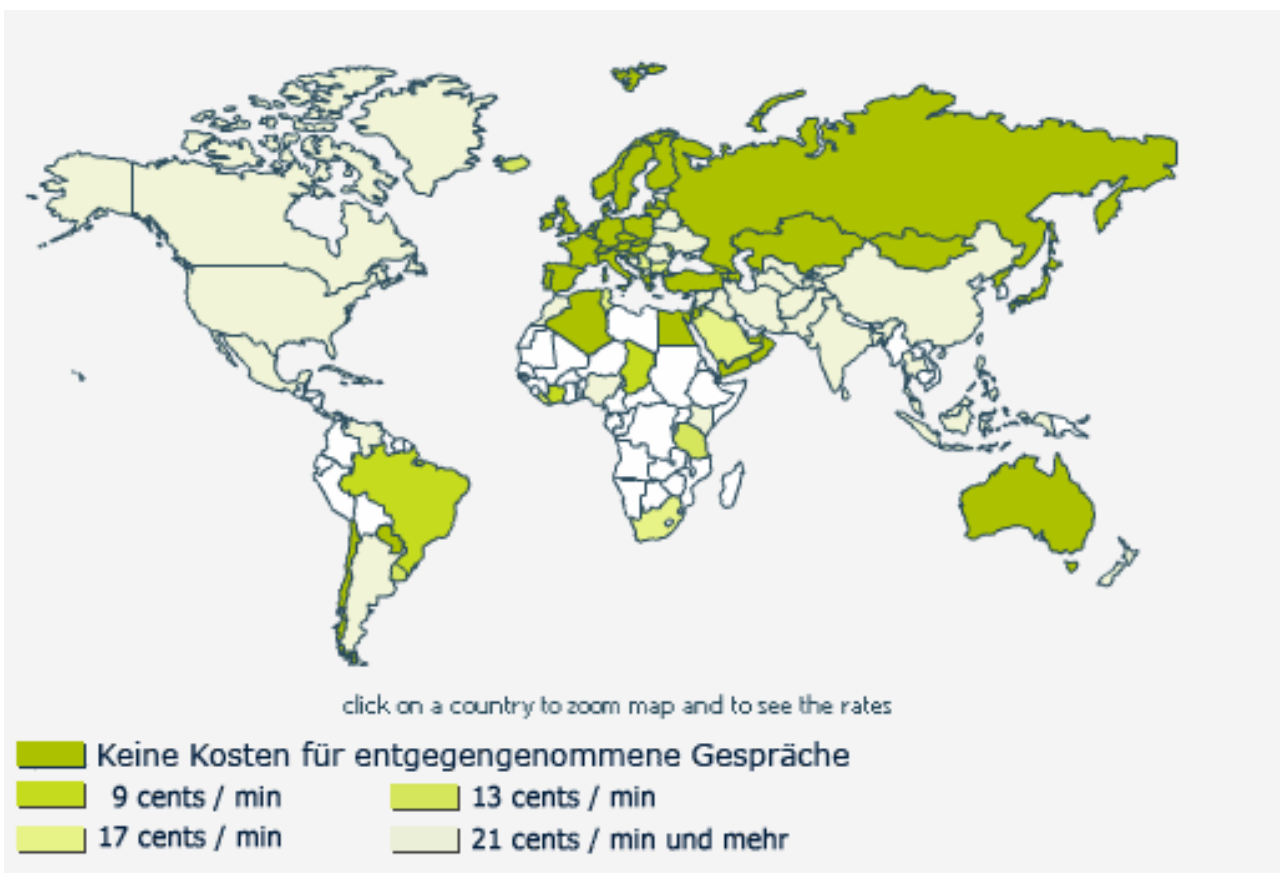 click on a country to zoom map and to see the rates
Keine Kosten für entgegengenommene Gespräche
9 cents / min
13 cents / min
17 cents / min
21 cents / min und mehr